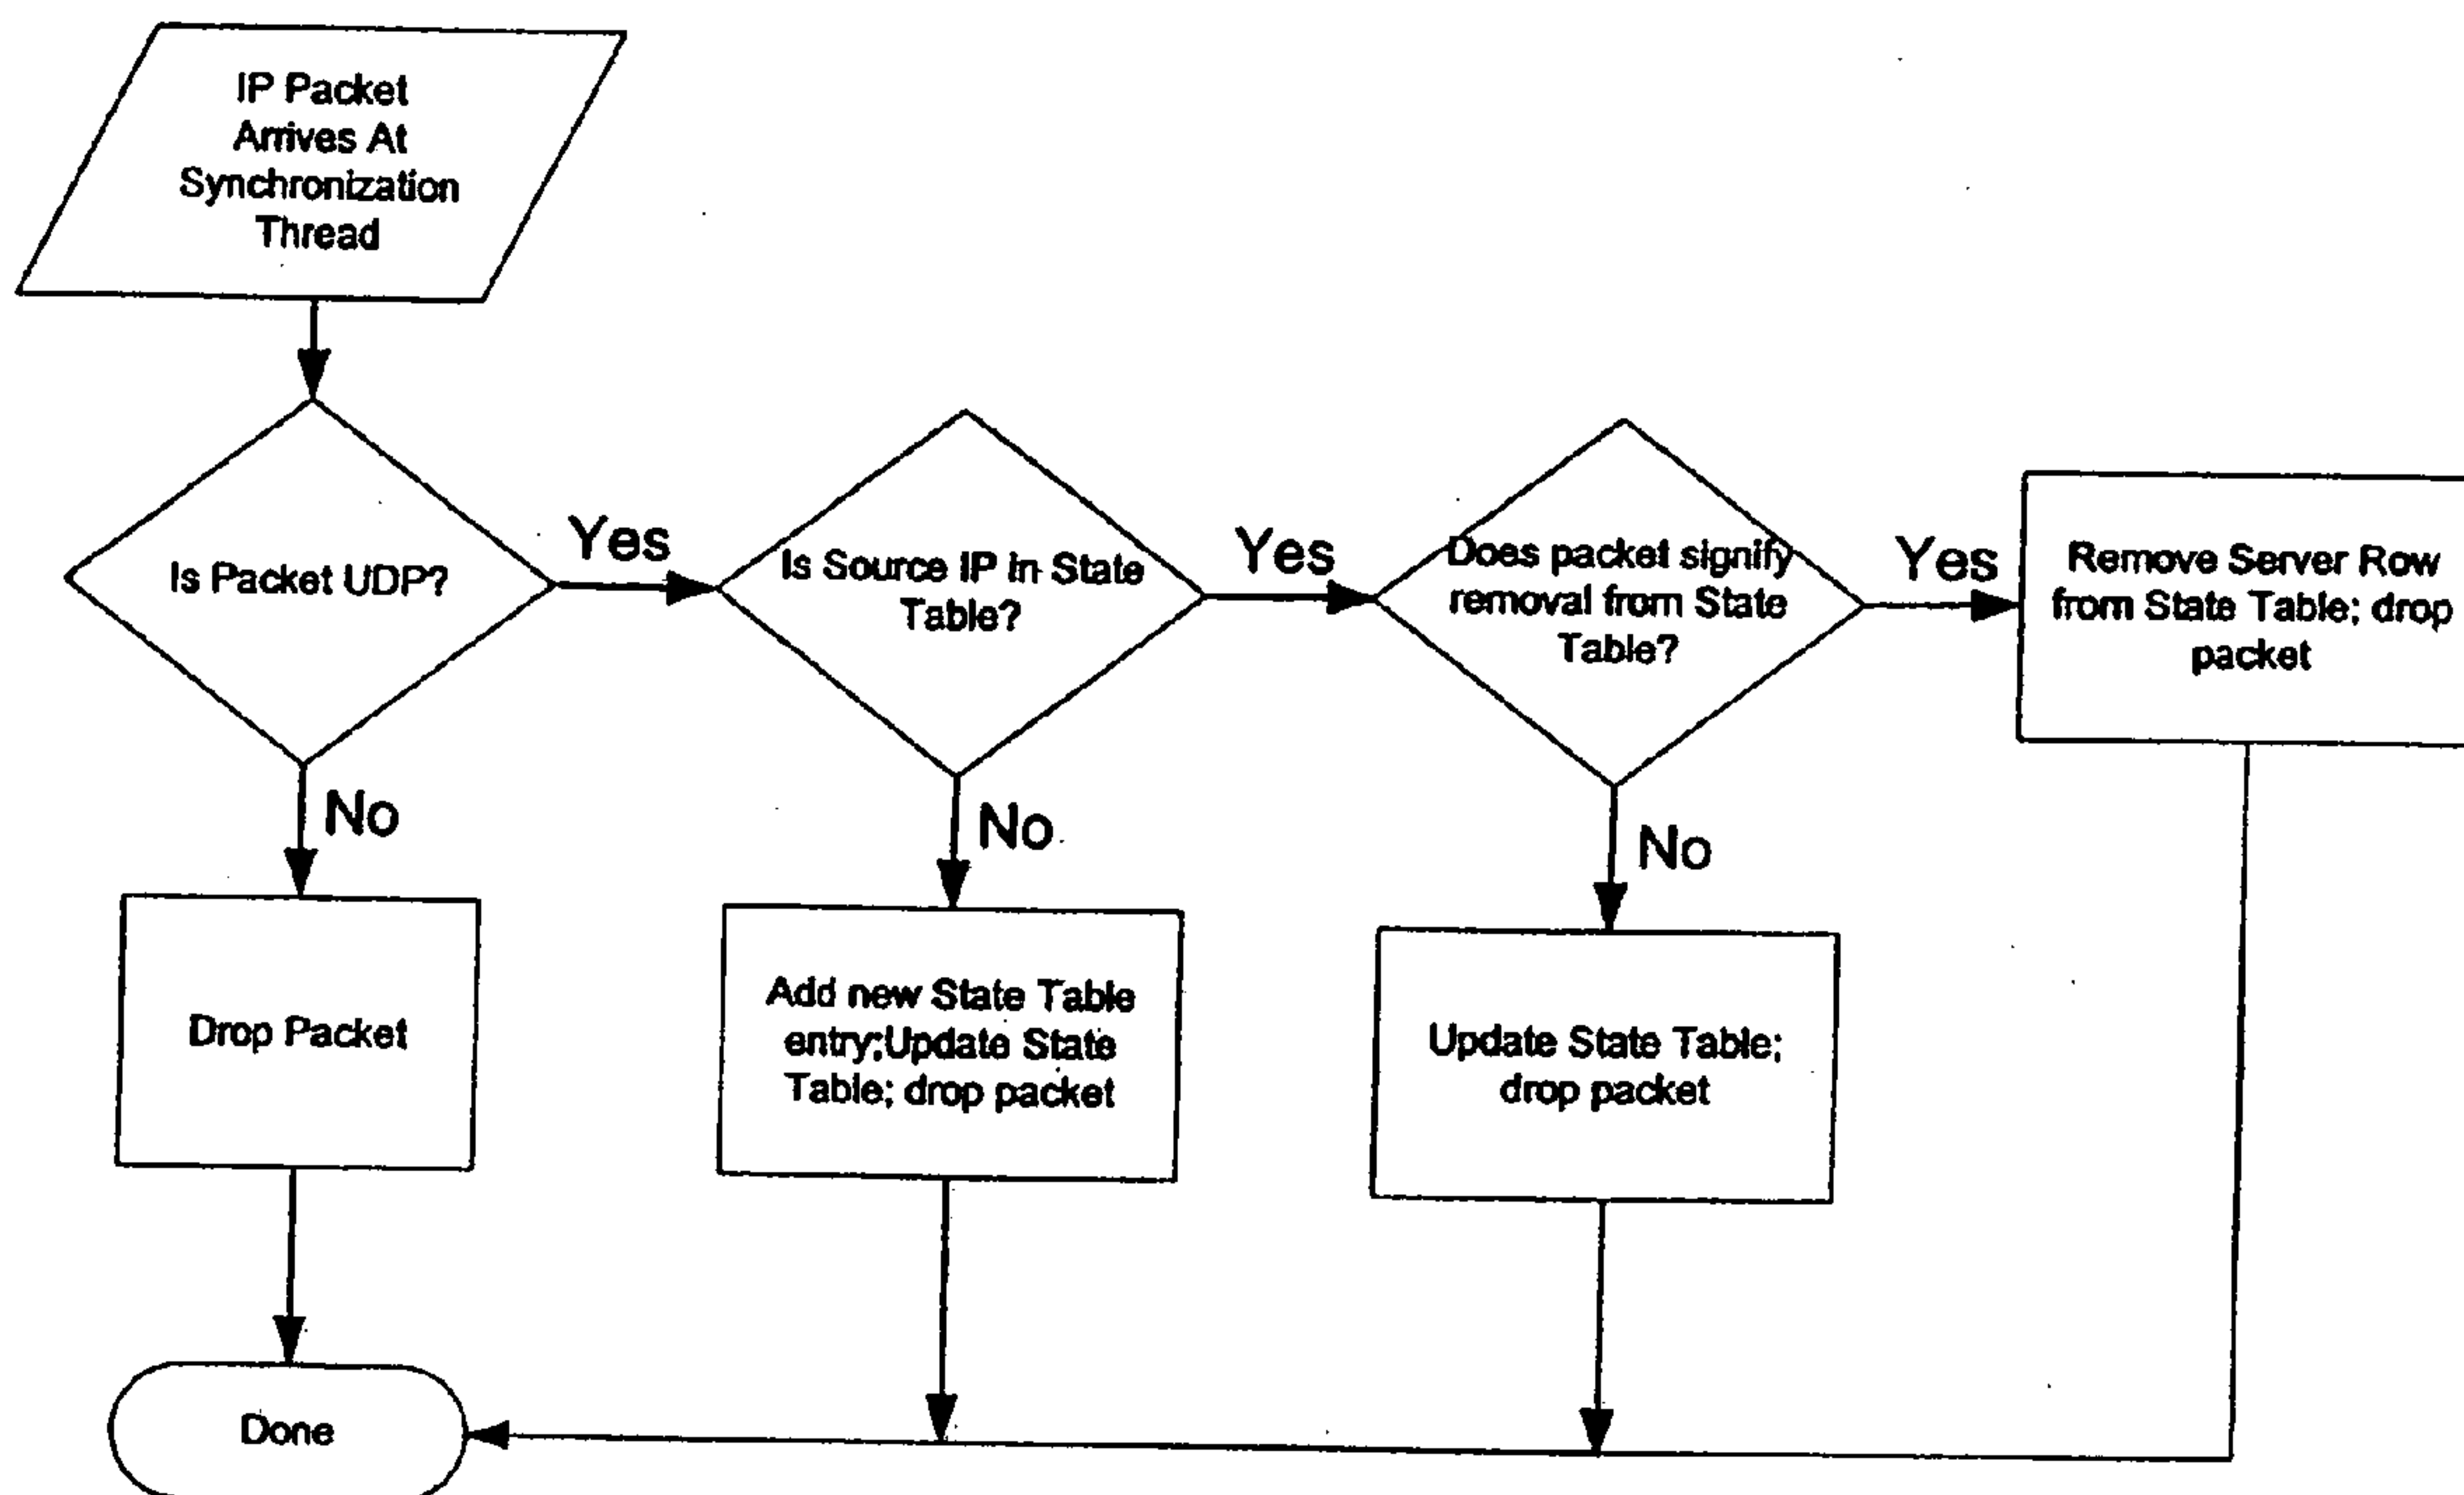 IP Packet
Arrives At
Synchronization
Thread
Is Packet UDP?
Yes
Is Source IP in State
Table?
Yes
Does packet signify
removal from State
Table?
Yes
Remove Server Row
from State Table; drop
packet
No
No
No
Drop Packet
Add new State Table
entry;Update State
Table; drop packet
Update State Table;
drop packet
Done